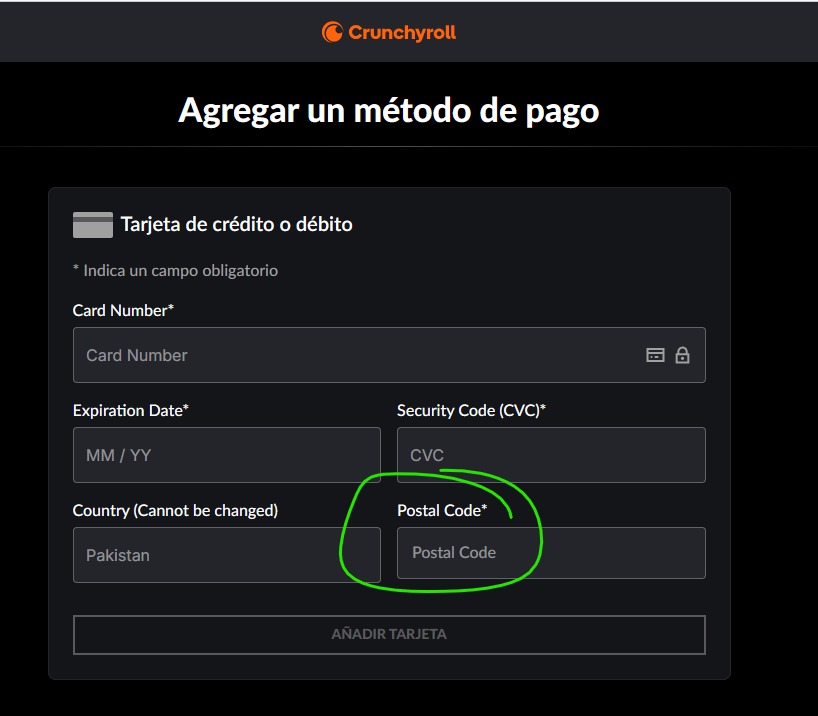 Crunchyroll
Agregar un método de pago
Tarjeta de crédito o débito
* Indica un campo obligatorio
Card Number*
Card Number
Expiration Date* Security Code (CVC)*
MM / YY CVC
Country (Cannot be changed) Postal Code*
Pakistan Postal Code
AÑADIR TARJETA